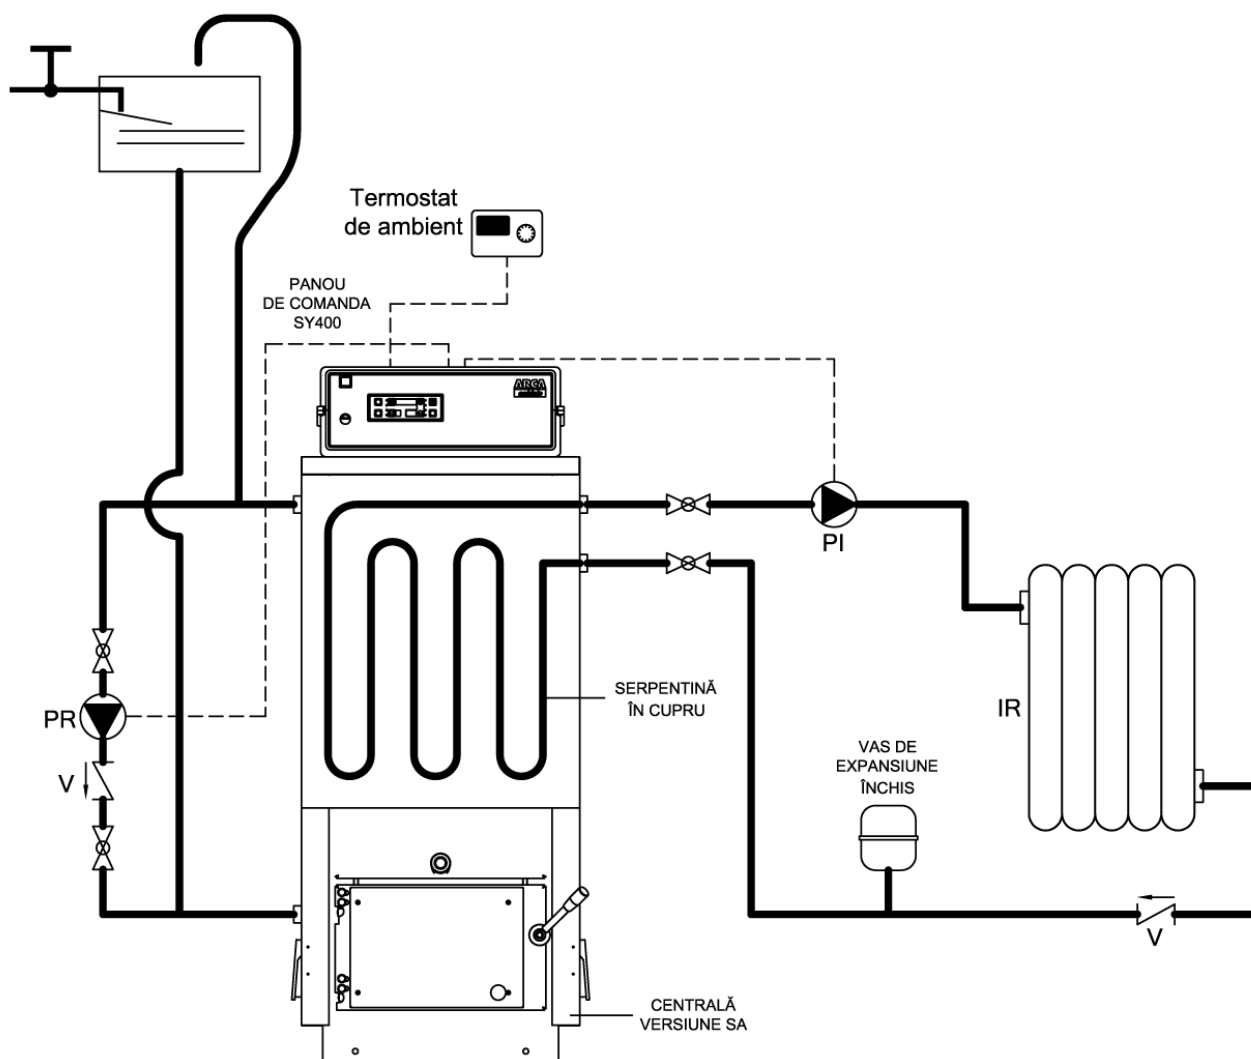 Termostat
de ambient
PANOU
DE COMANDA
SY400
ARCA
PI
SERPENTINĂ
ÎN CUPRU
PR
IR
V
VAS DE
EXPANSIUNE
ÎNCHIS
V
CENTRALĂ
VERSIUNE SA